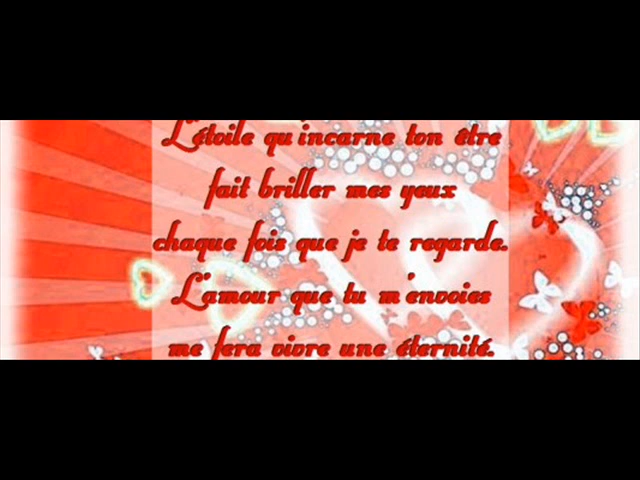 L'étoile qu'incarne ton être
fait briller mes yeux
chaque fois que je te regarde.
L'amour que tu m'envoies
me fera vivre une éternité.